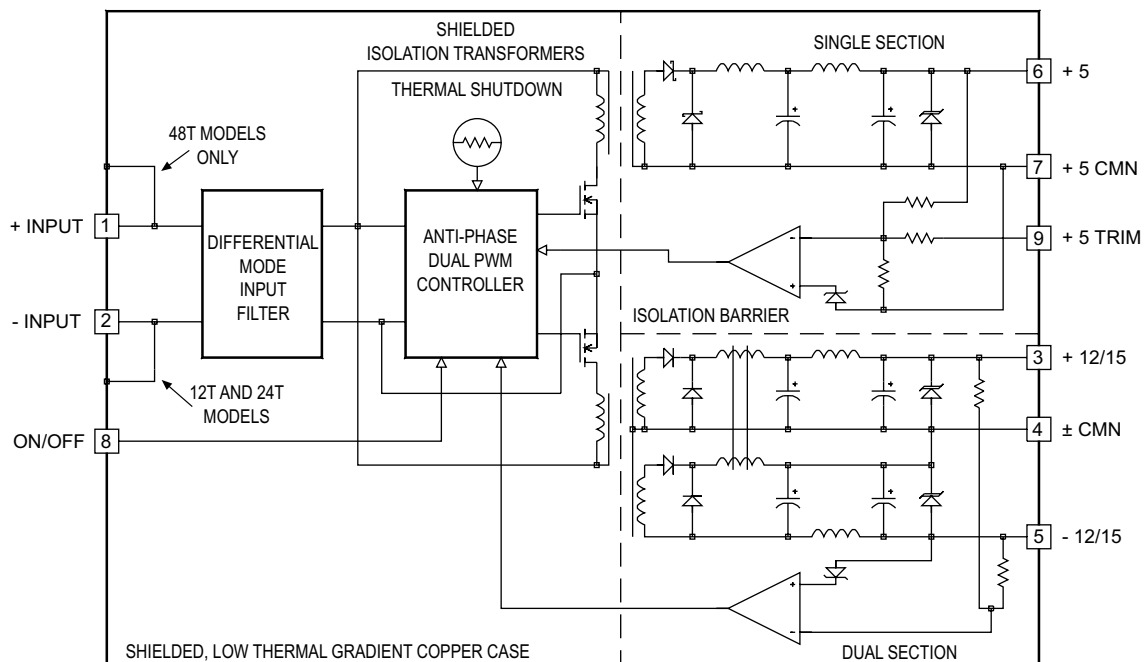 SHIELDED
ISOLATION TRANSFORMERS
THERMAL SHUTDOWN
SINGLE SECTION
48T MODELS
ONLY
+ INPUT 1
- INPUT 2
12T AND 24T
MODELS
ON/OFF 8
DIFFERENTIAL
MODE
INPUT
FILTER
ANTI-PHASE
DUAL PWM
CONTROLLER
6 + 5
7 + 5 CMN
9 + 5 TRIM
ISOLATION BARRIER
3 + 12/15
4 ± CMN
5 - 12/15
+
+
-
+
+
+
+
+
+
-
SHIELDED, LOW THERMAL GRADIENT COPPER CASE
DUAL SECTION